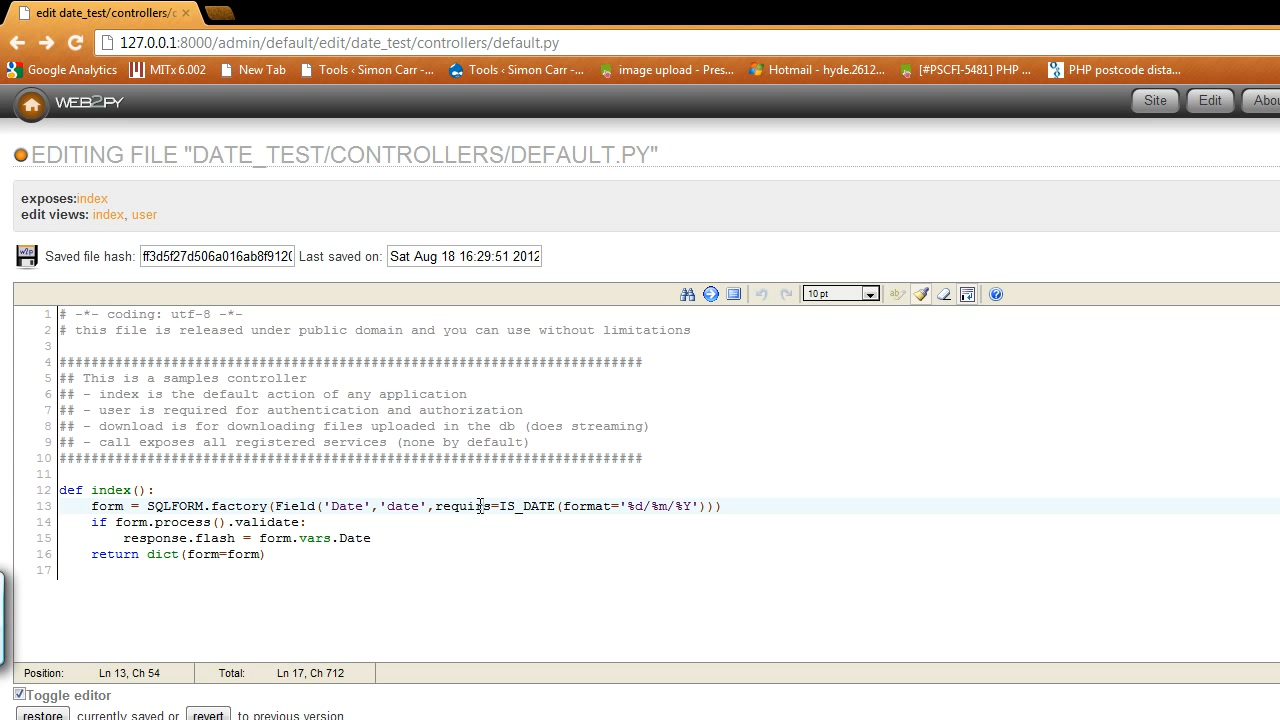 edit date_test/controllers/c
127.0.0.1:8000/admin/default/edit/date_test/controllers/default.py
Google Analytics MITx 6.002 New Tab Tools ‹ Simon Carr -... Tools ‹ Simon Carr -... image upload - Pres... Hotmail - hyde.2612... [#PSCFI-5481] PHP ... PHP postcode dista...
WEB2PY Site Edit Abou
EDITING FILE "DATE_TEST/CONTROLLERS/DEFAULT.PY"
exposes:index
edit views: index, user
Saved file hash: ff3d5f27d506a016ab8f912( Last saved on: Sat Aug 18 16:29:51 2012
10 pt
1 # -*- coding: utf-8 -*-
2 # this file is released under public domain and you can use without limitations
3
4 #########################################################################
5 ## This is a samples controller
6 ## - index is the default action of any application
7 ## - user is required for authentication and authorization
8 ## - download is for downloading files uploaded in the db (does streaming)
9 ## - call exposes all registered services (none by default)
10 #########################################################################
11
12 def index():
13 form = SQLFORM.factory(Field('Date','date',requirs=IS_DATE(format='%d/%m/%Y')))
14 if form.process().validate:
15 response.flash = form.vars.Date
16 return dict(form=form)
17
Position: Ln 13, Ch 54 Total: Ln 17, Ch 712
Toggle editor
restore currently saved or revert to previous version